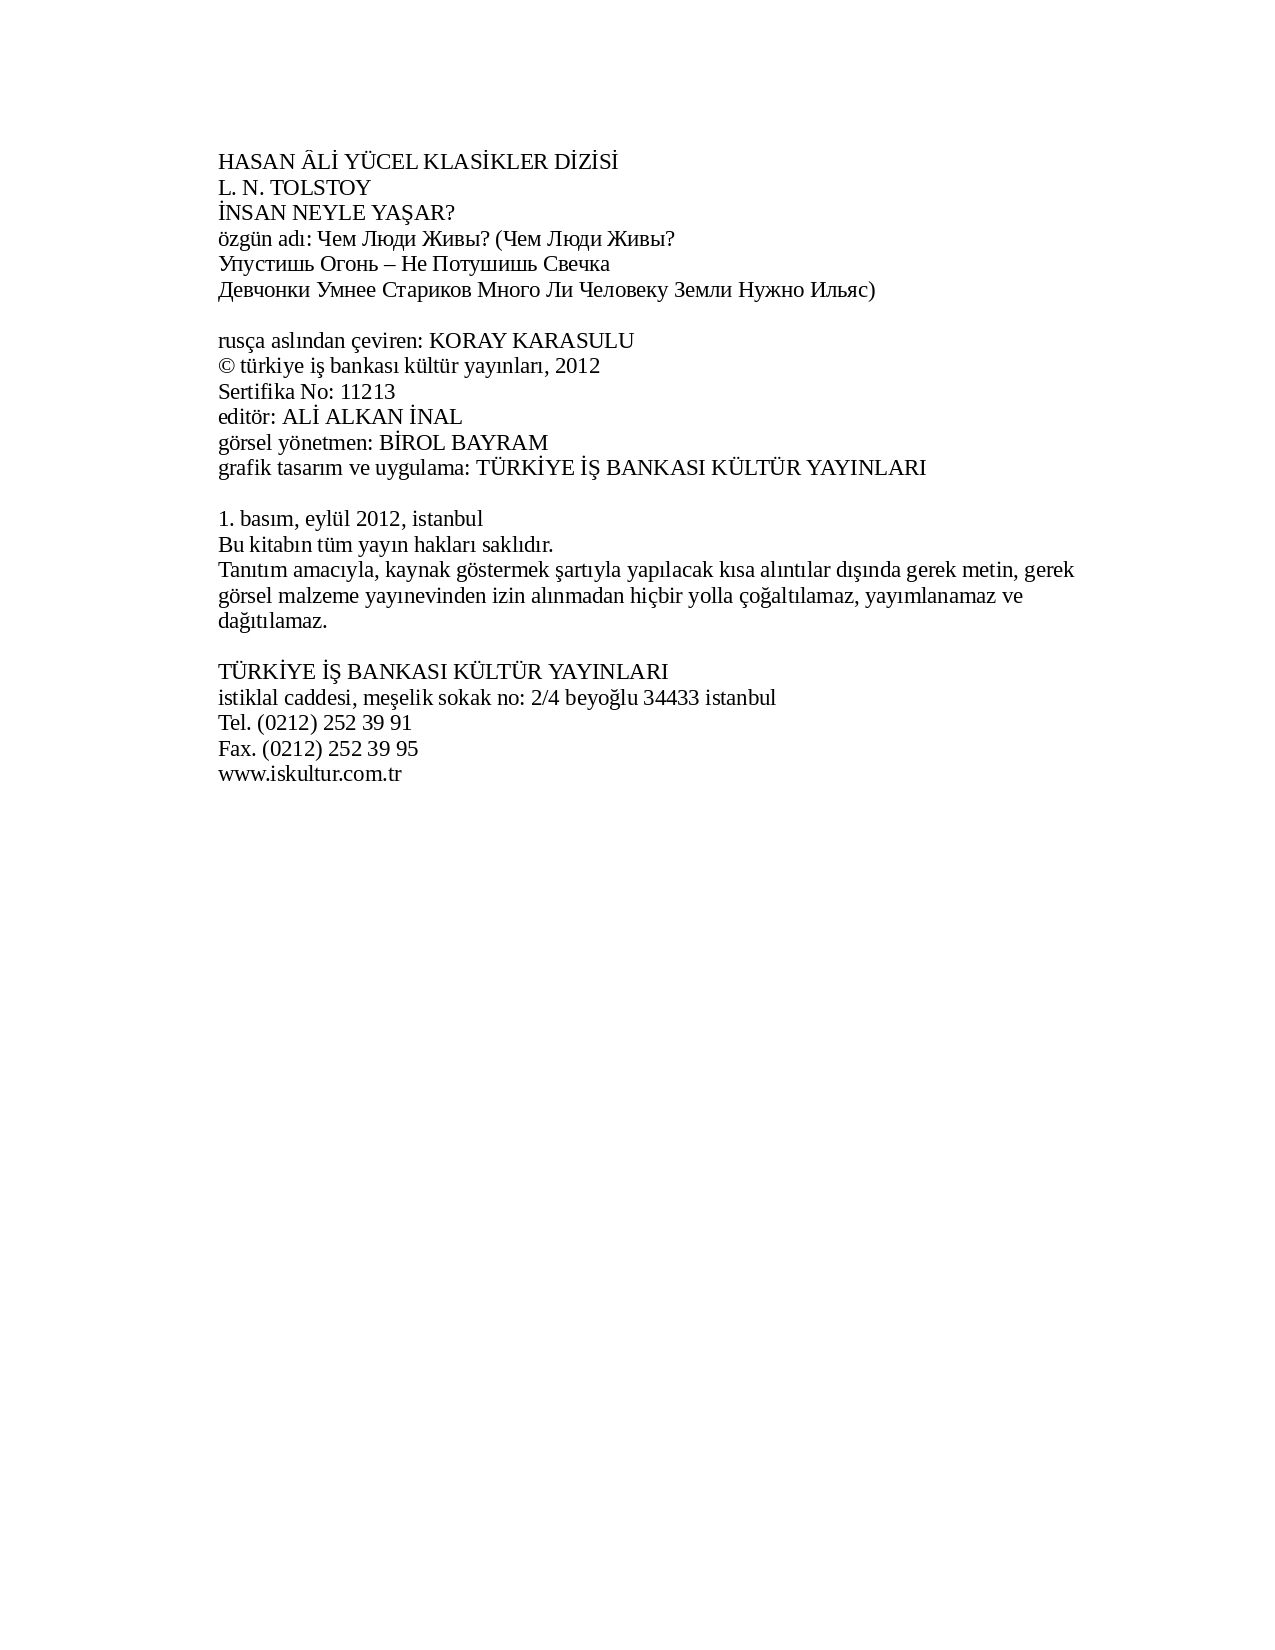 HASAN ÂLİ YÜCEL KLASİKLER DİZİSİ
L. N. TOLSTOY
İNSAN NEYLE YAŞAR?
özgün adı: Чем Люди Живы? (Чем Люди Живы?
Упустишь Огонь – Не Потушишь Свечка
Девчонки Умнее Стариков Много Ли Человеку Земли Нужно Ильяс)
rusça aslından çeviren: KORAY KARASULU
© türkiye iş bankası kültür yayınları, 2012
Sertifika No: 11213
editör: ALİ ALKAN İNAL
görsel yönetmen: BİROL BAYRAM
grafik tasarım ve uygulama: TÜRKİYE İŞ BANKASI KÜLTÜR YAYINLARI
1. basım, eylül 2012, istanbul
Bu kitabın tüm yayın hakları saklıdır.
Tanıtım amacıyla, kaynak göstermek şartıyla yapılacak kısa alıntılar dışında gerek metin, gerek
görsel malzeme yayınevinden izin alınmadan hiçbir yolla çoğaltılamaz, yayımlanamaz ve
dağıtılamaz.
TÜRKİYE İŞ BANKASI KÜLTÜR YAYINLARI
istiklal caddesi, meşelik sokak no: 2/4 beyoğlu 34433 istanbul
Tel. (0212) 252 39 91
Fax. (0212) 252 39 95
www.iskultur.com.tr